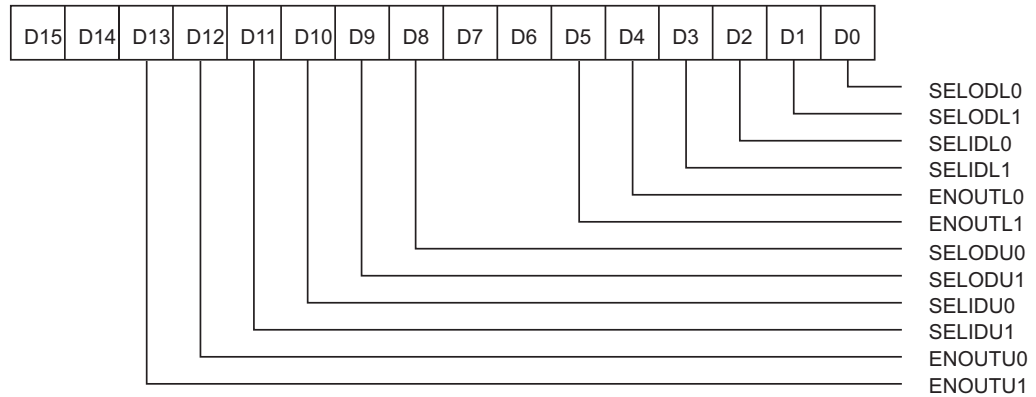 D15 D14 D13 D12 D11 D10 D9 D8 D7 D6 D5 D4 D3 D2 D1 D0
SELODL0
SELODL1
SELIDL0
SELIDL1
ENOUTL0
ENOUTL1
SELODU0
SELODU1
SELIDU0
SELIDU1
ENOUTU0
ENOUTU1